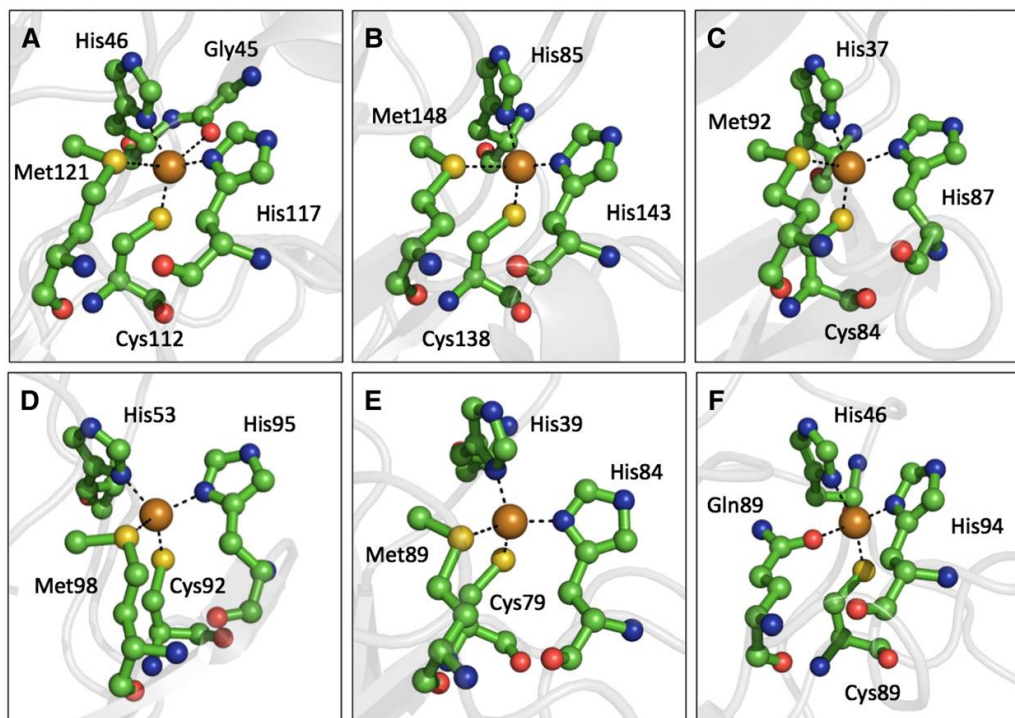 A
His46
Gly45
Met121
His117
Cys112
B
His85
Met148
His143
Cys138
C
His37
Met92
His87
Cys84
D
His53
His95
Met98
Cys92
E
His39
His84
Met89
Cys79
F
His46
Gln89
His94
Cys89